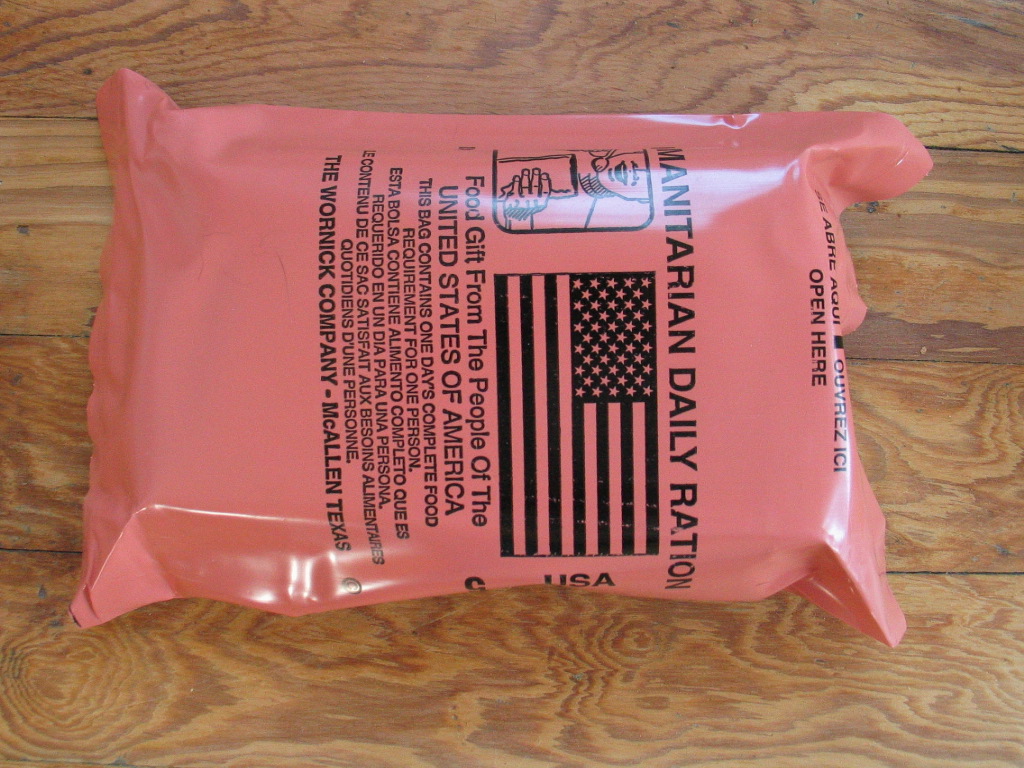 SE ABRE AQUI ■ OUVREZ ICI
OPEN HERE
MANITARIAN DAILY RATION
USA
Food Gift From The People Of The
UNITED STATES OF AMERICA
THIS BAG CONTAINS ONE DAY'S COMPLETE FOOD
REQUIREMENT FOR ONE PERSON.
ESTA BOLSA CONTIENE ALIMENTO COMPLETO QUE ES
REQUERIDO EN UN DIA PARA UNA PERSONA.
LE CONTENU DE CE SAC SATISFAIT AUX BESOINS ALIMENTAIRES
QUOTIDIENS D'UNE PERSONNE.
THE WORNICK COMPANY - McALLEN TEXAS